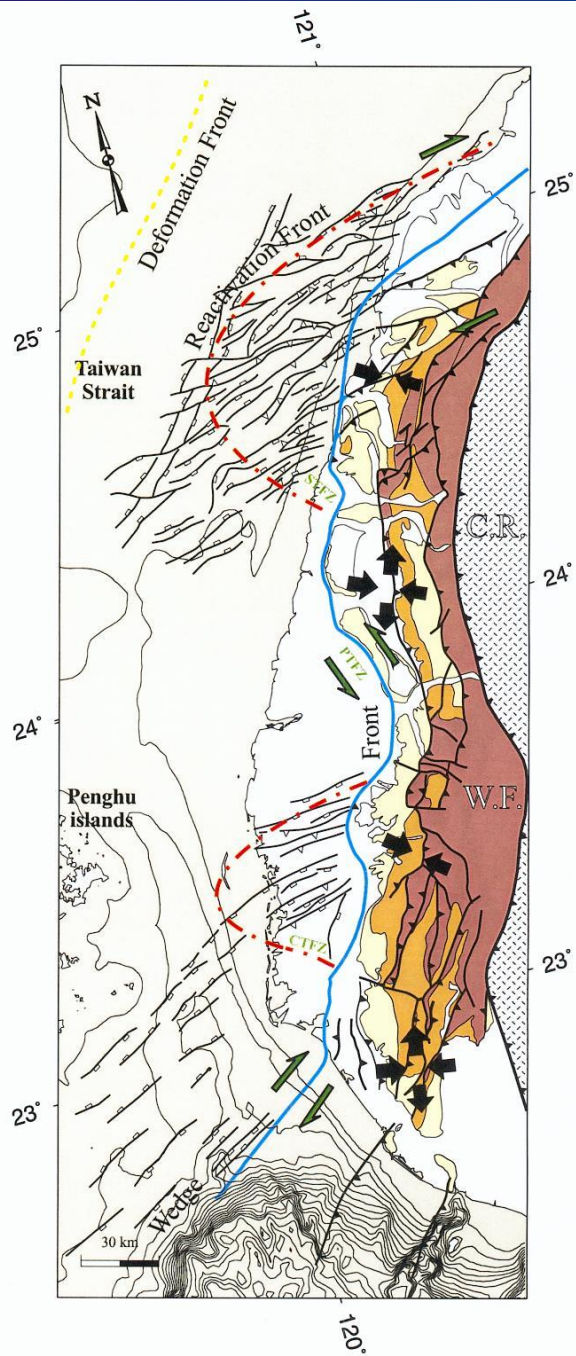 121°
N
Deformation Front
25°
Reactivation Front
25°
Taiwan
Strait
STFZ
C.R.
24°
PTFZ
24°
Front
Penghu
islands
W.F.
CTFZ
23°
23°
Wedge
30 km
120°